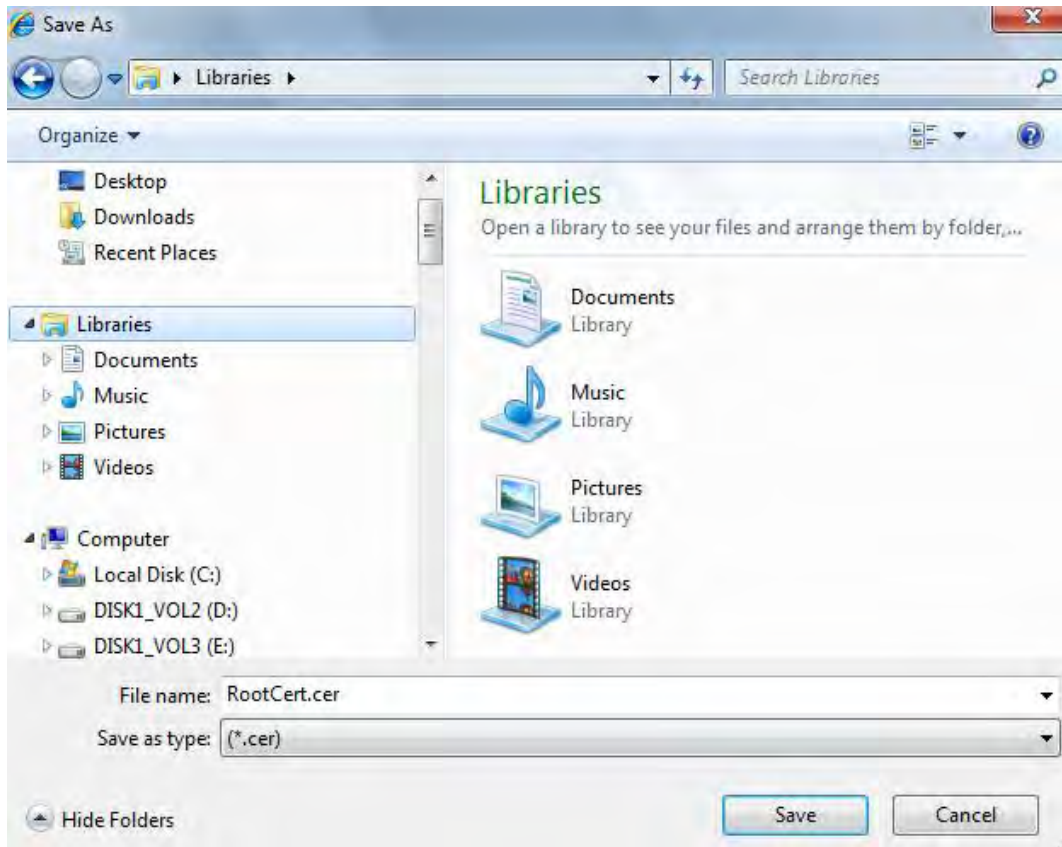 Save As
Libraries
Search Libraries
Organize
Desktop
Downloads
Recent Places
Libraries
Documents
Music
Pictures
Videos
Computer
Local Disk (C:)
DISK1_VOL2 (D:)
DISK1_VOL3 (E:)
Libraries
Open a library to see your files and arrange them by folder,...
Documents
Library
Music
Library
Pictures
Library
Videos
Library
File name: RootCert.cer
Save as type: (*.cer)
Hide Folders
Save
Cancel